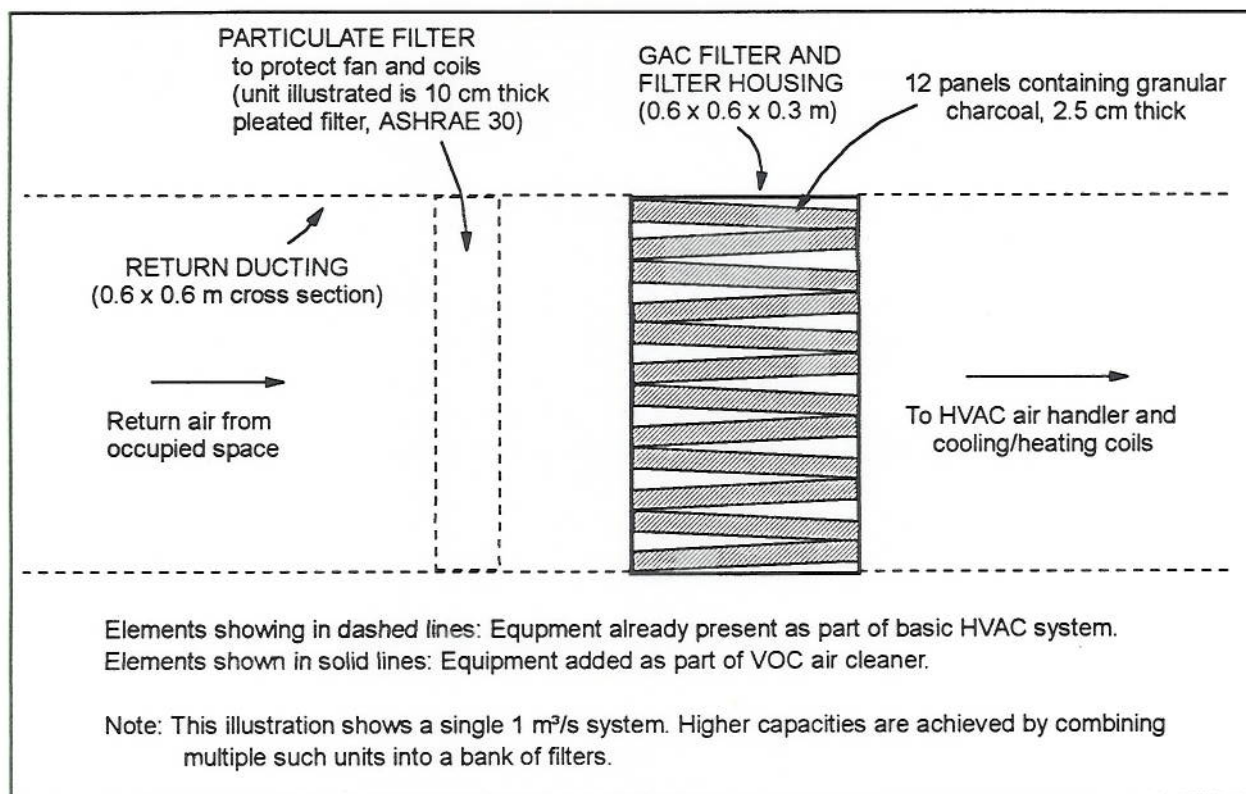 PARTICULATE FILTER
to protect fan and coils
(unit illustrated is 10 cm thick
pleated filter, ASHRAE 30)
GAC FILTER AND
FILTER HOUSING
(0.6 x 0.6 x 0.3 m)
12 panels containing granular
charcoal, 2.5 cm thick
RETURN DUCTING
(0.6 x 0.6 m cross section)
Return air from
occupied space
To HVAC air handler and
cooling/heating coils
Elements showing in dashed lines: Equpment already present as part of basic HVAC system.
Elements shown in solid lines: Equipment added as part of VOC air cleaner.
Note: This illustration shows a single 1 m³/s system. Higher capacities are achieved by combining
multiple such units into a bank of filters.